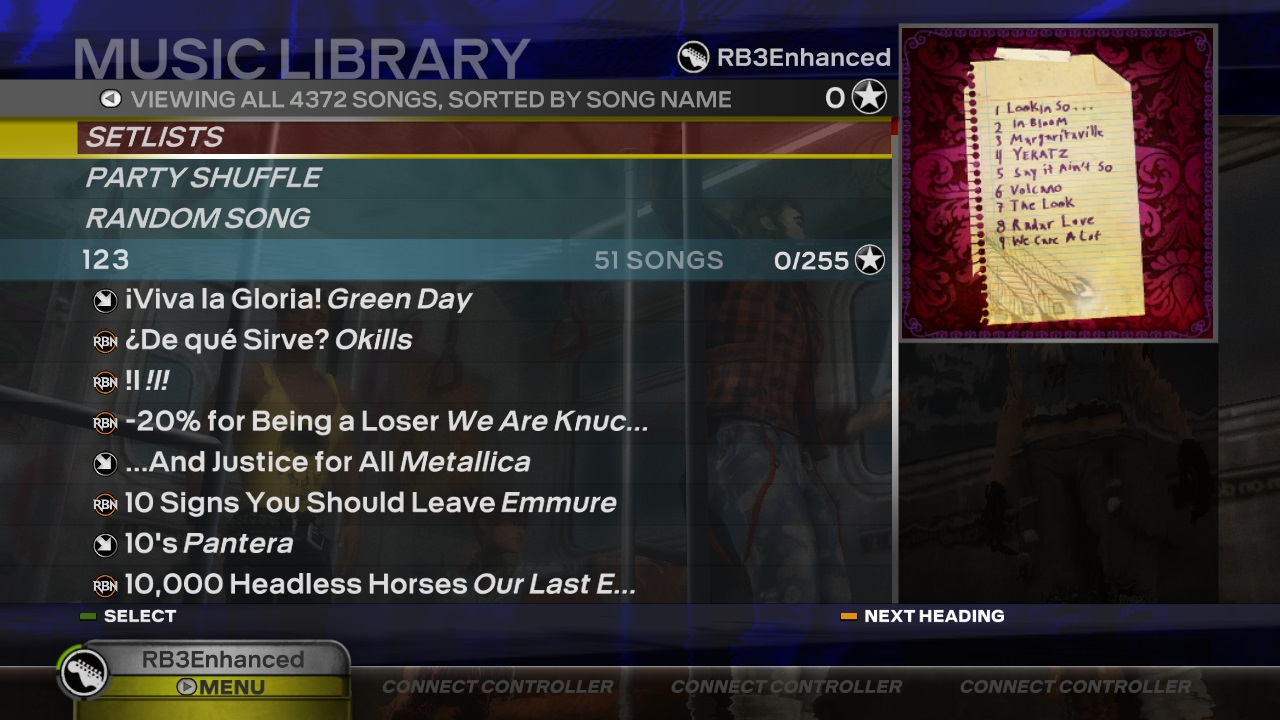 MUSIC LIBRARY
RB3Enhanced
VIEWING ALL 4372 SONGS, SORTED BY SONG NAME
0
SETLISTS
PARTY SHUFFLE
RANDOM SONG
123 51 SONGS 0/255
¡Viva la Gloria! Green Day
RBN ¿De qué Sirve? Okills
RBN !I !!!
RBN -20% for Being a Loser We Are Knuc...
...And Justice for All Metallica
RBN 10 Signs You Should Leave Emmure
10's Pantera
RBN 10,000 Headless Horses Our Last E...
1 Lookin So...
2 In Bloom
3 Margaritaville
4 YERATZ
5 Say it Ain't So
6 Volcano
7 The Look
8 Radar Love
9 We Care A Lot
SELECT
NEXT HEADING
RB3Enhanced
MENU
CONNECT CONTROLLER
CONNECT CONTROLLER
CONNECT CONTROLLER